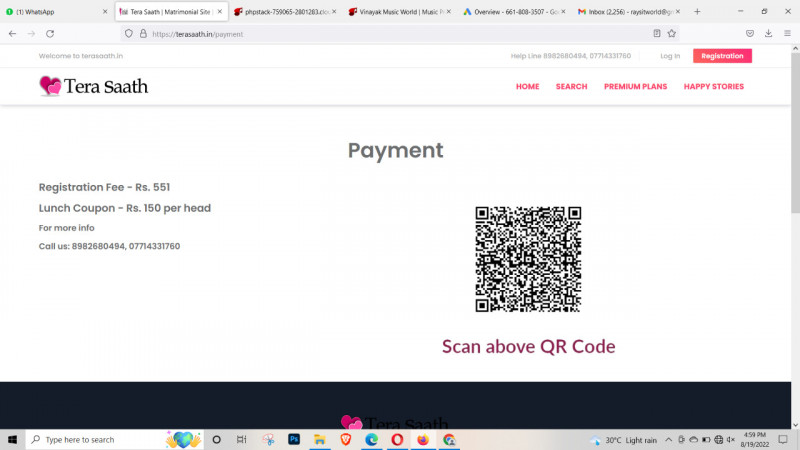 (1) WhatsApp
Tera Saath | Matrimonial Site |
phpstack-759065-2801283.clou
Vinayak Music World | Music P
Overview - 661-808-3507 - Goo
Inbox (2,256) - raysitworld@gm
https://terasaath.in/payment
Welcome to terasaath.in
Help Line 8982680494, 07714331760
Log In
Registration
Tera Saath
HOME
SEARCH
PREMIUM PLANS
HAPPY STORIES
Payment
Registration Fee - Rs. 551
Lunch Coupon - Rs. 150 per head
For more info
Call us: 8982680494, 07714331760
Scan above QR Code
Tera Saath
Type here to search
Ps
30°C Light rain
4:59 PM
8/19/2022